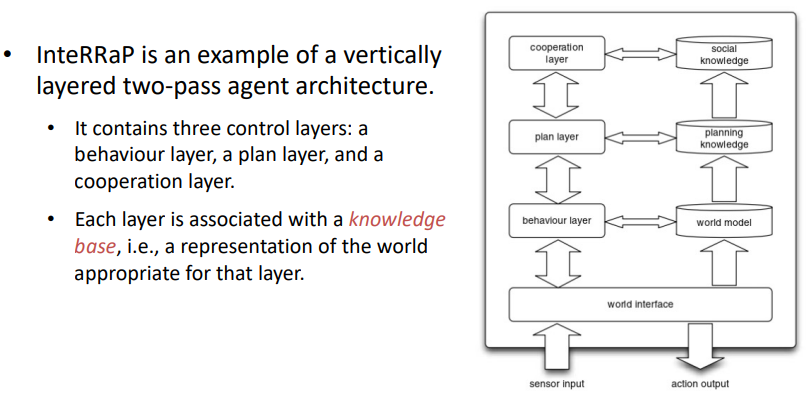 • InteRRaP is an example of a vertically
layered two-pass agent architecture.
• It contains three control layers: a
behaviour layer, a plan layer, and a
cooperation layer.
• Each layer is associated with a knowledge
base, i.e., a representation of the world
appropriate for that layer.
cooperation
layer
social
knowledge
plan layer
planning
knowledge
behaviour layer
world model
world interface
sensor input
action output